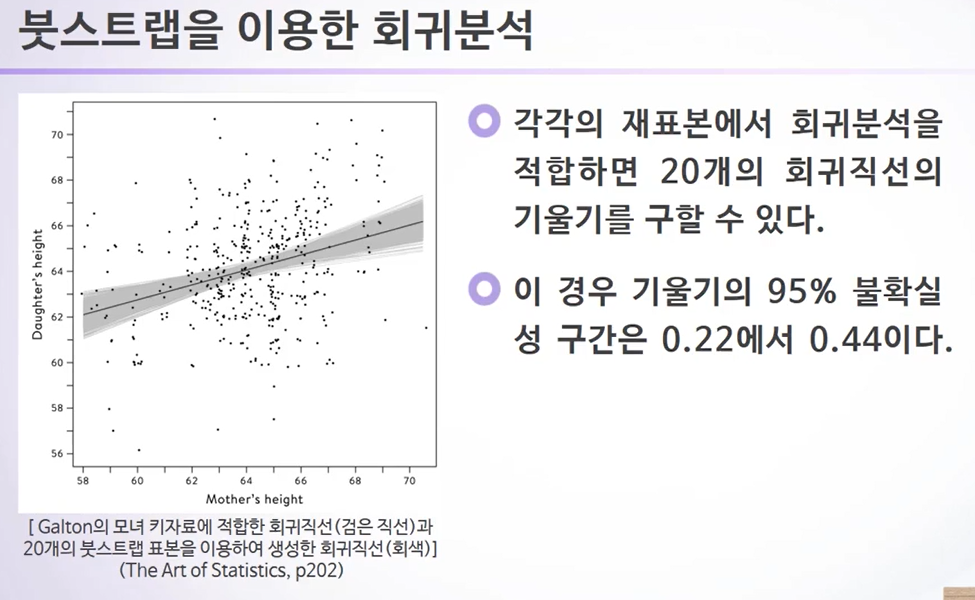 붓스트랩을 이용한 회귀분석
70
68
66
64
62
60
58
56
Daughter's height
58
60
62
64
66
68
70
Mother's height
[ Galton의 모녀 키자료에 적합한 회귀직선(검은 직선)과
20개의 붓스트랩 표본을 이용하여 생성한 회귀직선(회색)]
(The Art of Statistics, p202)
각각의 재표본에서 회귀분석을
적합하면 20개의 회귀직선의
기울기를 구할 수 있다.
이 경우 기울기의 95% 불확실
성 구간은 0.22에서 0.44이다.